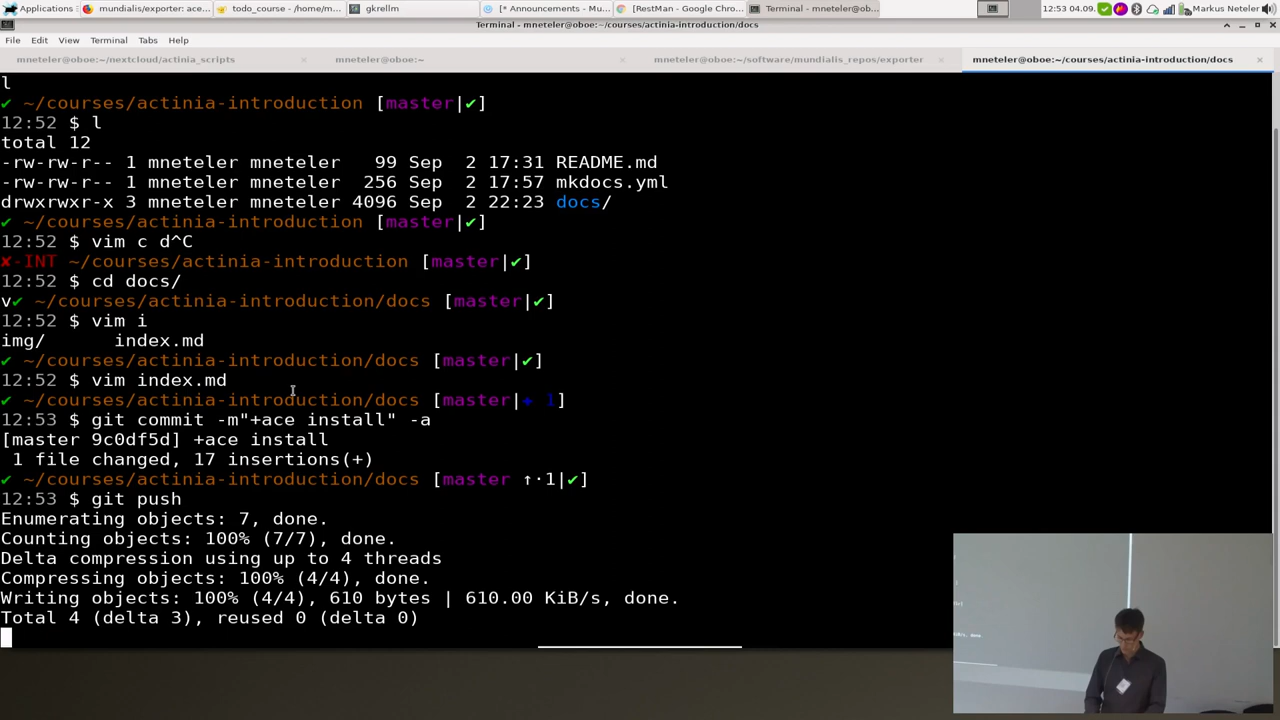 Applications
mundialis/exporter: ace...
todo_course - /home/m...
gkrellm
[* Announcements - Mu...
[RestMan - Google Chro...
Terminal - mneteler@ob...
12:53 04.09.
Markus Neteler
Terminal - mneteler@oboe:~/courses/actinia-introduction/docs
File Edit View Terminal Tabs Help
mneteler@oboe:~/nextcloud/actinia_scripts
mneteler@oboe:~
mneteler@oboe:~/software/mundialis_repos/exporter
mneteler@oboe:~/courses/actinia-introduction/docs
l
✔ ~/courses/actinia-introduction [master|✔]
12:52 $ l
total 12
-rw-rw-r-- 1 mneteler mneteler   99 Sep  2 17:31 README.md
-rw-rw-r-- 1 mneteler mneteler  256 Sep  2 17:57 mkdocs.yml
drwxrwxr-x 3 mneteler mneteler 4096 Sep  2 22:23 docs/
✔ ~/courses/actinia-introduction [master|✔]
12:52 $ vim c d^C
✘-INT ~/courses/actinia-introduction [master|✔]
12:52 $ cd docs/
v✔ ~/courses/actinia-introduction/docs [master|✔]
12:52 $ vim i
img/      index.md
✔ ~/courses/actinia-introduction/docs [master|✔]
12:52 $ vim index.md
✔ ~/courses/actinia-introduction/docs [master|✚ 1]
12:53 $ git commit -m"+ace install" -a
[master 9c0df5d] +ace install
 1 file changed, 17 insertions(+)
✔ ~/courses/actinia-introduction/docs [master ↑·1|✔]
12:53 $ git push
Enumerating objects: 7, done.
Counting objects: 100% (7/7), done.
Delta compression using up to 4 threads
Compressing objects: 100% (4/4), done.
Writing objects: 100% (4/4), 610 bytes | 610.00 KiB/s, done.
Total 4 (delta 3), reused 0 (delta 0)